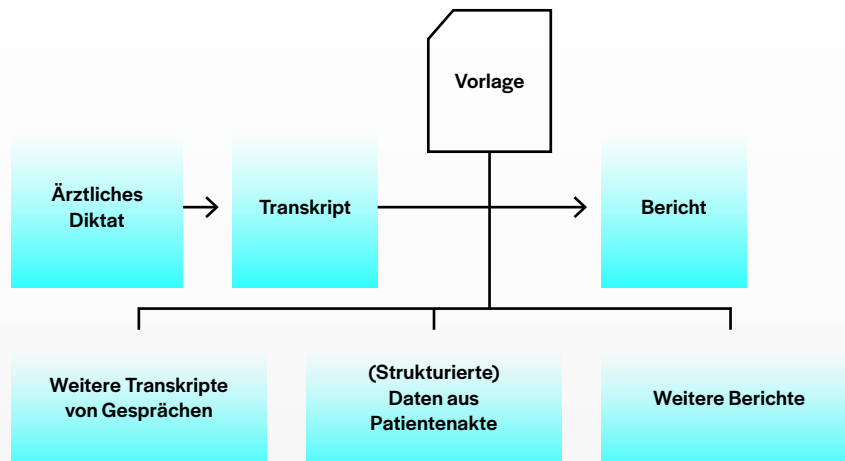 Vorlage
Ärztliches
Diktat
Transkript
Bericht
Weitere Transkripte
von Gesprächen
(Strukturierte)
Daten aus
Patientenakte
Weitere Berichte